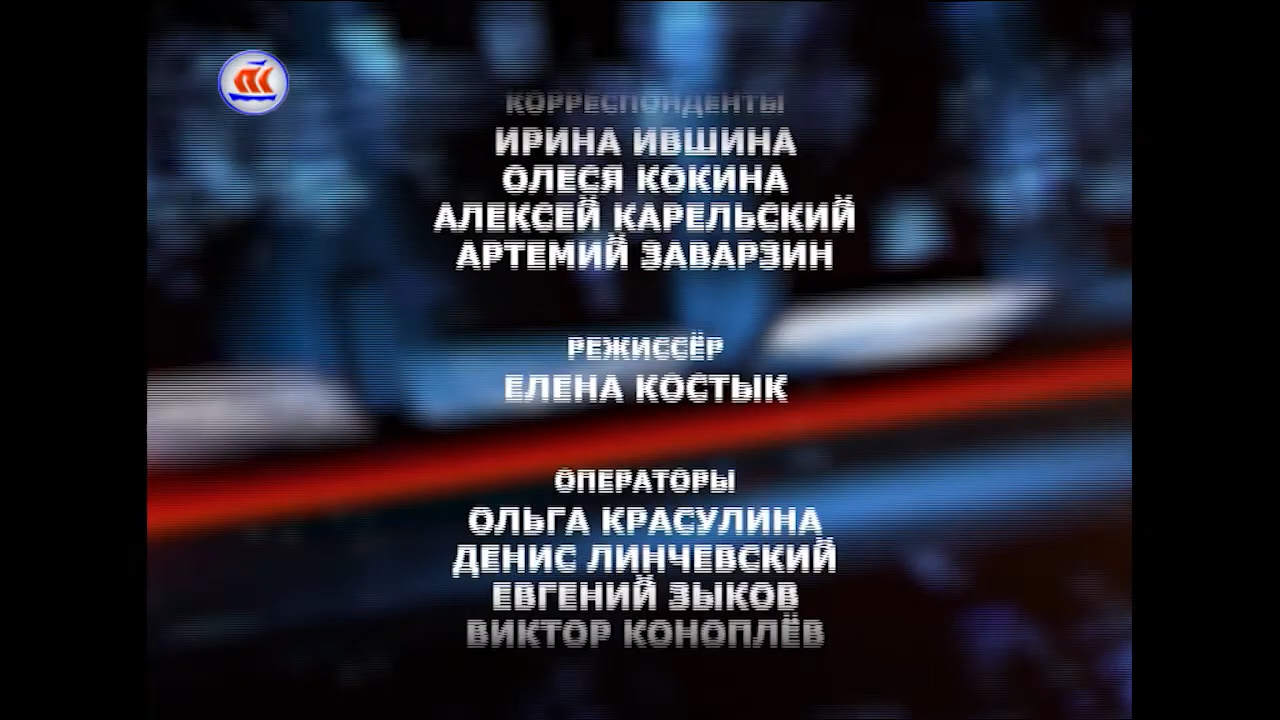 КОРРЕСПОНДЕНТЫ
ИРИНА ИВШИНА
ОЛЕСЯ КОКИНА
АЛЕКСЕЙ КАРЕЛЬСКИЙ
АРТЕМИЙ ЗАВАРЗИН
РЕЖИССЁР
ЕЛЕНА КОСТЫК
ОПЕРАТОРЫ
ОЛЬГА КРАСУЛИНА
ДЕНИС ЛИНЧЕВСКИЙ
ЕВГЕНИЙ ЗЫКОВ
ВИКТОР КОНОПЛЁВ